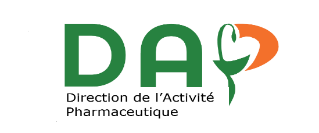 DAP
Direction de l'Activité
Pharmaceutique